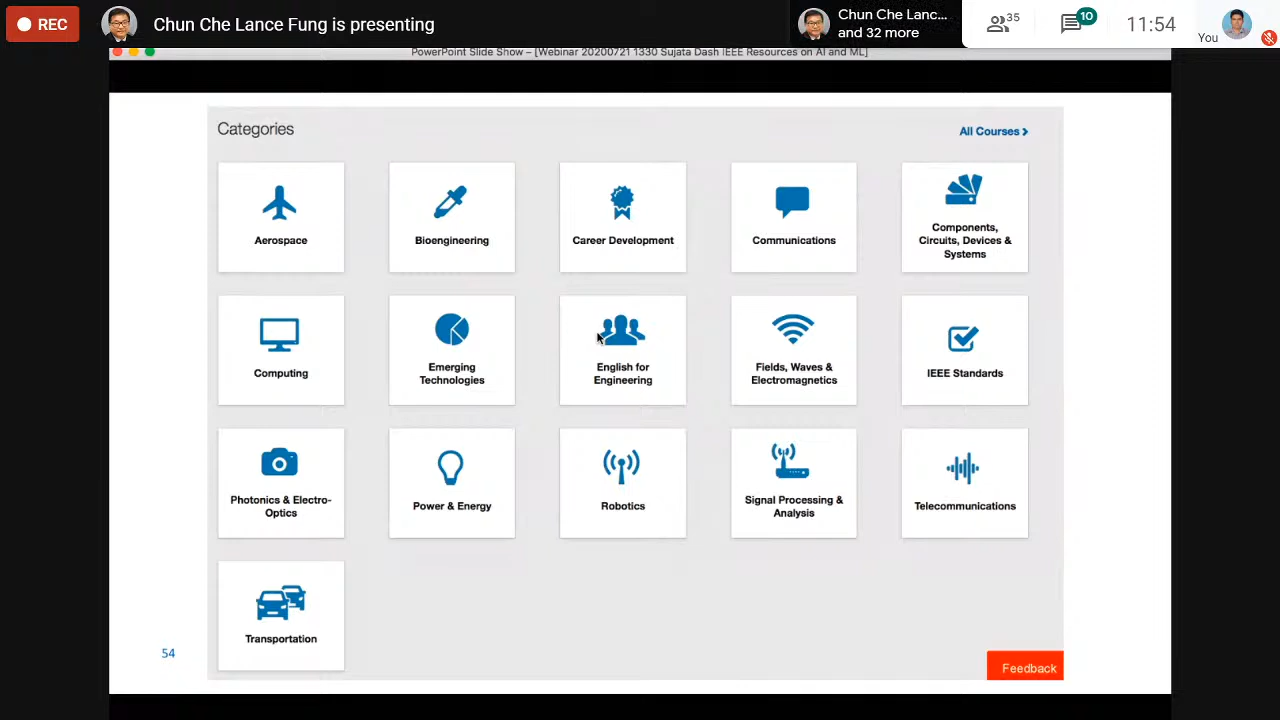 REC
Chun Che Lance Fung is presenting
Chun Che Lanc...
and 32 more
35
10
11:54
You
PowerPoint Slide Show – [Webinar 20200721 1330 Sujata Dash IEEE Resources on AI and ML]
Categories
All Courses
Aerospace
Bioengineering
Career Development
Communications
Components,
Circuits, Devices &
Systems
Computing
Emerging
Technologies
English for
Engineering
Fields, Waves &
Electromagnetics
IEEE Standards
Photonics & Electro-
Optics
Power & Energy
Robotics
Signal Processing &
Analysis
Telecommunications
Transportation
54
Feedback